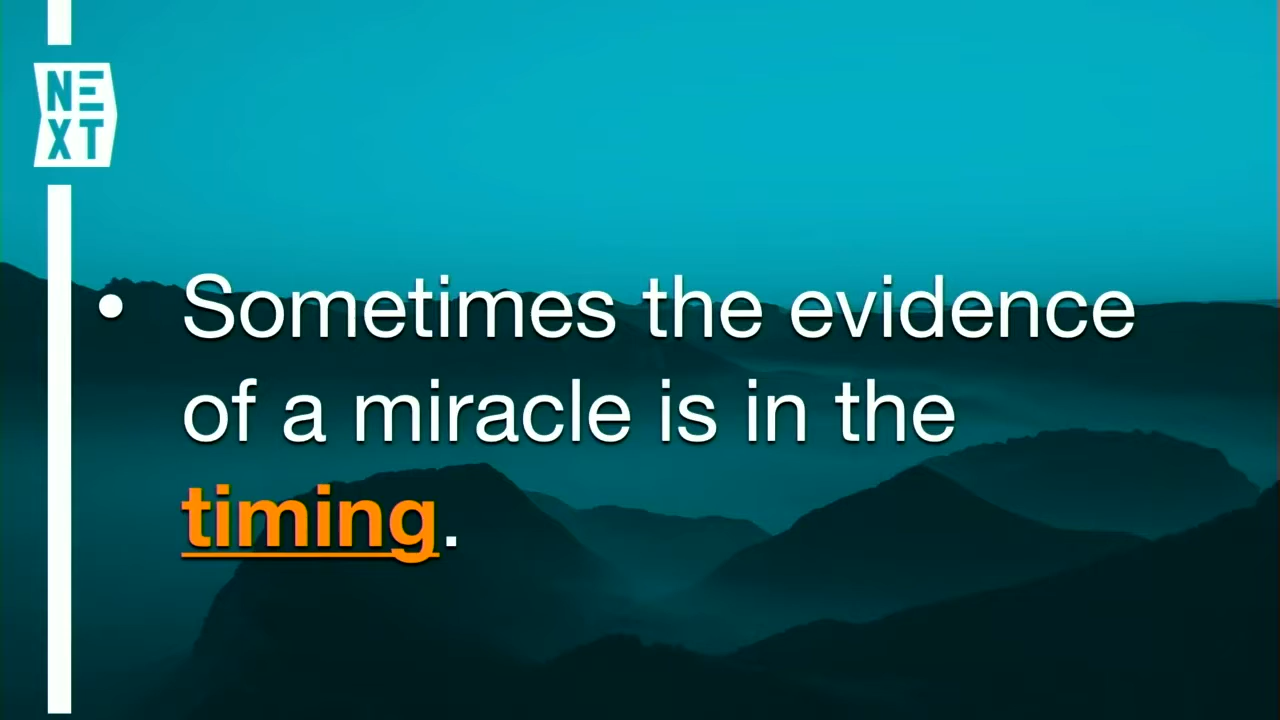 NE
XT
• Sometimes the evidence
of a miracle is in the
timing.